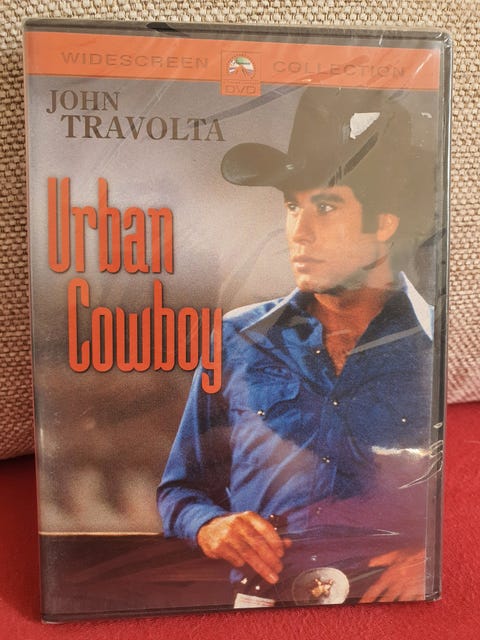 WIDESCREEN COLLECTION
DVD
JOHN
TRAVOLTA
Urban
Cowboy